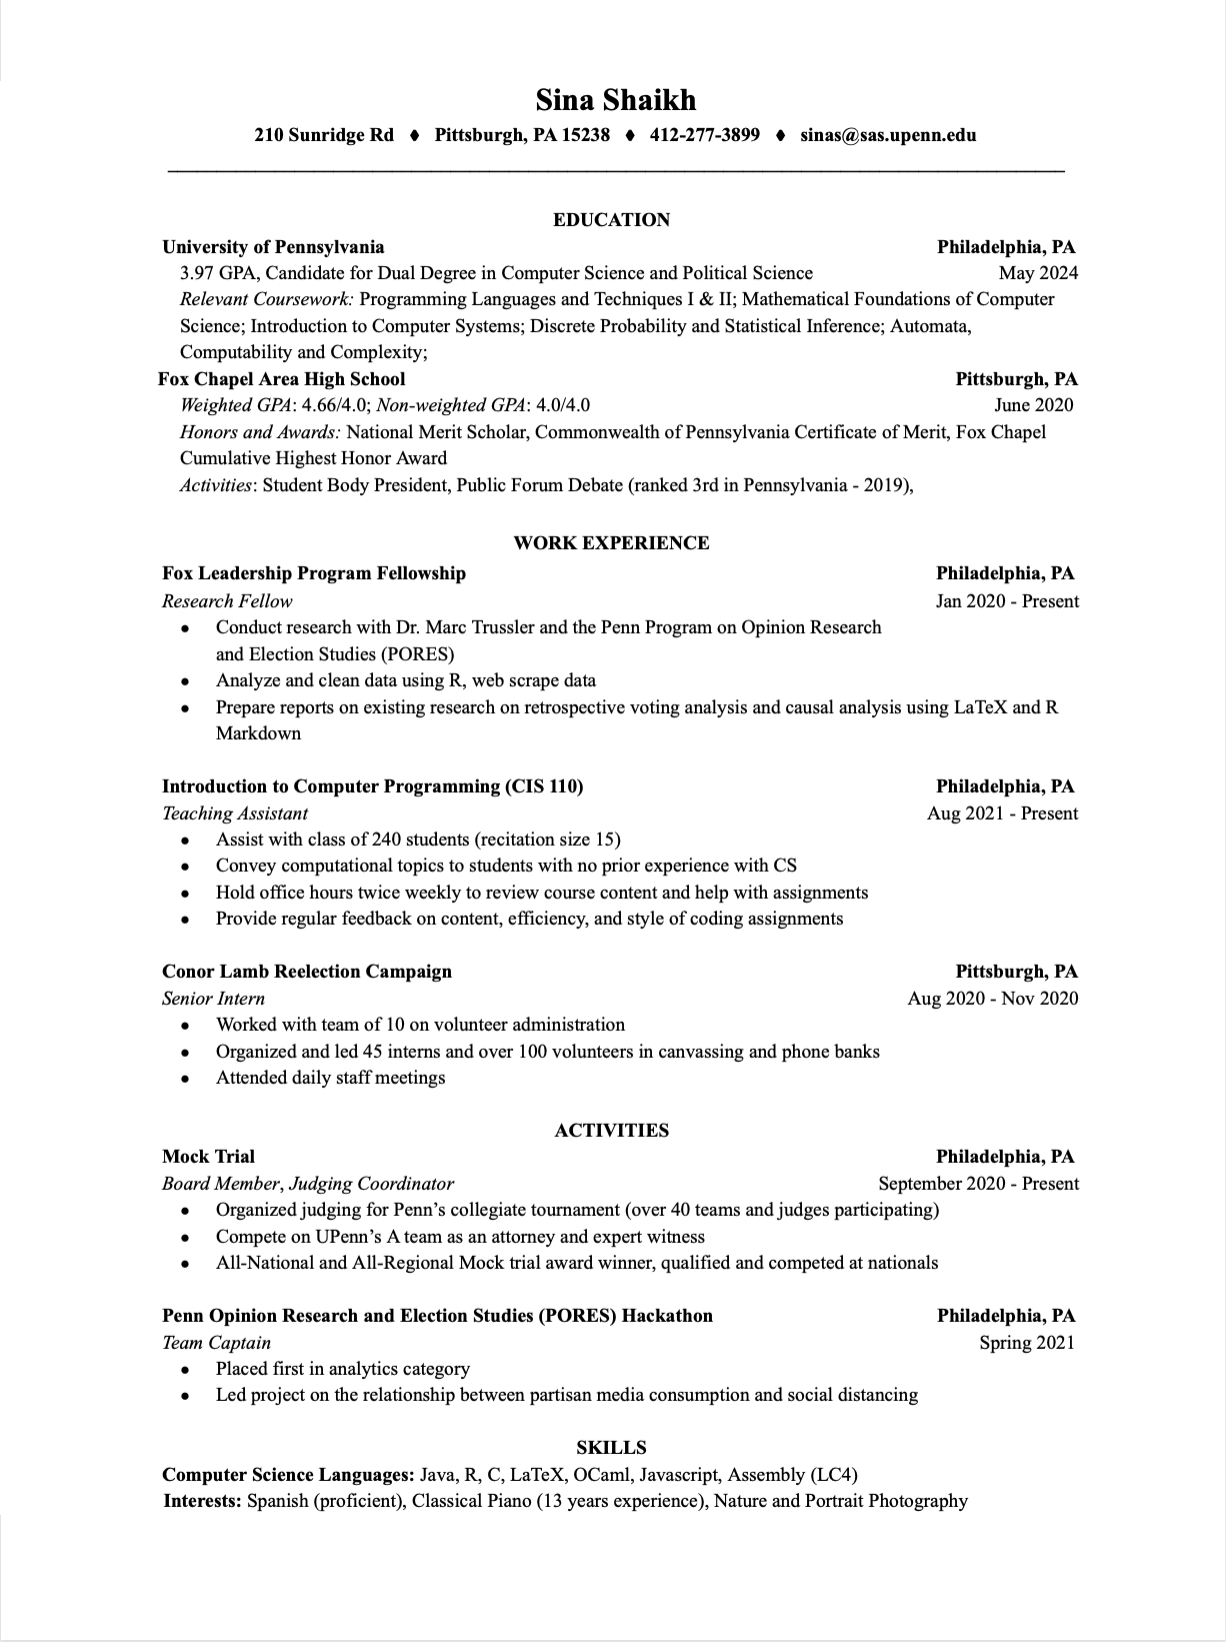 Sina Shaikh
210 Sunridge Rd ♦ Pittsburgh, PA 15238 ♦ 412-277-3899 ♦ sinas@sas.upenn.edu
EDUCATION
University of Pennsylvania Philadelphia, PA
3.97 GPA, Candidate for Dual Degree in Computer Science and Political Science May 2024
Relevant Coursework: Programming Languages and Techniques I & II; Mathematical Foundations of Computer
Science; Introduction to Computer Systems; Discrete Probability and Statistical Inference; Automata,
Computability and Complexity;
Fox Chapel Area High School Pittsburgh, PA
Weighted GPA: 4.66/4.0; Non-weighted GPA: 4.0/4.0 June 2020
Honors and Awards: National Merit Scholar, Commonwealth of Pennsylvania Certificate of Merit, Fox Chapel
Cumulative Highest Honor Award
Activities: Student Body President, Public Forum Debate (ranked 3rd in Pennsylvania - 2019),
WORK EXPERIENCE
Fox Leadership Program Fellowship Philadelphia, PA
Research Fellow Jan 2020 - Present
● Conduct research with Dr. Marc Trussler and the Penn Program on Opinion Research
and Election Studies (PORES)
● Analyze and clean data using R, web scrape data
● Prepare reports on existing research on retrospective voting analysis and causal analysis using LaTeX and R
Markdown
Introduction to Computer Programming (CIS 110) Philadelphia, PA
Teaching Assistant Aug 2021 - Present
● Assist with class of 240 students (recitation size 15)
● Convey computational topics to students with no prior experience with CS
● Hold office hours twice weekly to review course content and help with assignments
● Provide regular feedback on content, efficiency, and style of coding assignments
Conor Lamb Reelection Campaign Pittsburgh, PA
Senior Intern Aug 2020 - Nov 2020
● Worked with team of 10 on volunteer administration
● Organized and led 45 interns and over 100 volunteers in canvassing and phone banks
● Attended daily staff meetings
ACTIVITIES
Mock Trial Philadelphia, PA
Board Member, Judging Coordinator September 2020 - Present
● Organized judging for Penn’s collegiate tournament (over 40 teams and judges participating)
● Compete on UPenn’s A team as an attorney and expert witness
● All-National and All-Regional Mock trial award winner, qualified and competed at nationals
Penn Opinion Research and Election Studies (PORES) Hackathon Philadelphia, PA
Team Captain Spring 2021
● Placed first in analytics category
● Led project on the relationship between partisan media consumption and social distancing
SKILLS
Computer Science Languages: Java, R, C, LaTeX, OCaml, Javascript, Assembly (LC4)
Interests: Spanish (proficient), Classical Piano (13 years experience), Nature and Portrait Photography